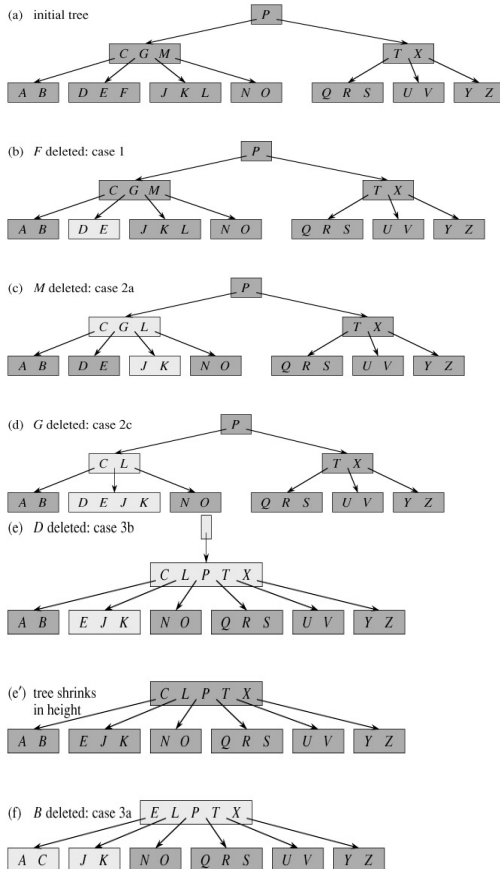 (a) initial tree
P
C G M
T X
A B
D E F
J K L
N O
Q R S
U V
Y Z
(b) F deleted: case 1
P
C G M
T X
A B
D E
J K L
N O
Q R S
U V
Y Z
(c) M deleted: case 2a
P
C G L
T X
A B
D E
J K
N O
Q R S
U V
Y Z
(d) G deleted: case 2c
P
C L
T X
A B
D E J K
N O
Q R S
U V
Y Z
(e) D deleted: case 3b
C L P T X
A B
E J K
N O
Q R S
U V
Y Z
(e′) tree shrinks
in height
C L P T X
A B
E J K
N O
Q R S
U V
Y Z
(f) B deleted: case 3a
E L P T X
A C
J K
N O
Q R S
U V
Y Z